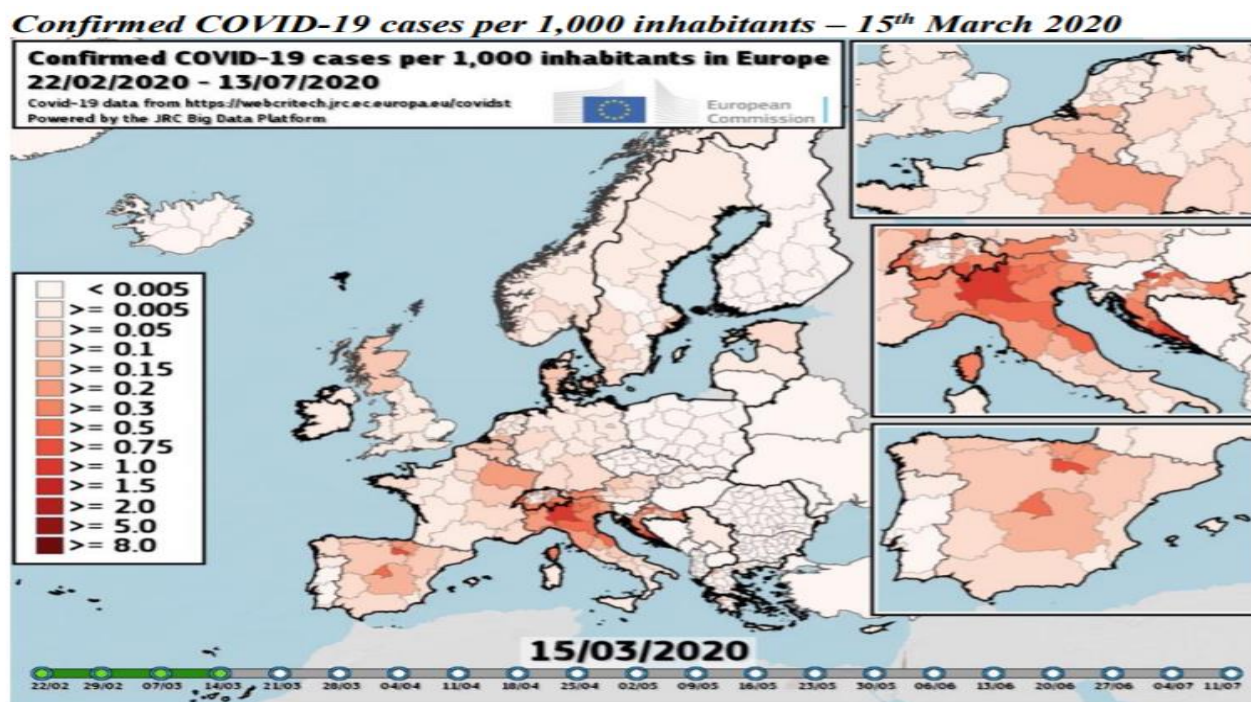 Confirmed COVID-19 cases per 1,000 inhabitants – 15th March 2020
Confirmed COVID-19 cases per 1,000 inhabitants in Europe
22/02/2020 - 13/07/2020
Covid-19 data from https://webcritech.jrc.ec.europa.eu/covidst
Powered by the JRC Big Data Platform
European
Commission
< 0.005
>= 0.005
>= 0.05
>= 0.1
>= 0.15
>= 0.2
>= 0.3
>= 0.5
>= 0.75
>= 1.0
>= 1.5
>= 2.0
>= 5.0
>= 8.0
15/03/2020
22/02 29/02 07/03 14/03 21/03 28/03 04/04 11/04 18/04 25/04 02/05 09/05 16/05 23/05 30/05 06/06 13/06 20/06 27/06 04/07 11/07